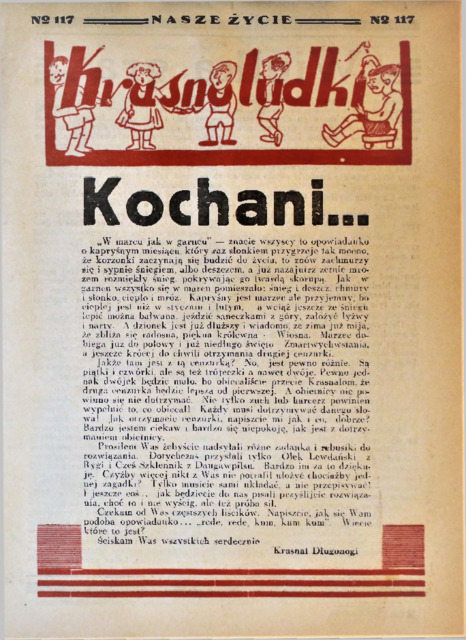 № 117 NASZE ŻYCIE № 117
Krasnoludki
Kochani...
„W marcu jak w garncu" — znacie wszyscy to opowiadanko
o kapryśnym miesiącu, który raz słonkiem przygrzeje tak mocno,
że korzonki zaczynają się budzić do życia, to znów zachmurzy
się i sypnie śniegiem, albo deszczem, a już nazajutrz zetnie mro-
zem rozmiękły śnieg, pokrywając go twardą skorupą. Jak w
garncu wszystko się w marcu pomieszało: śnieg i deszcz, chmury
i słonko, ciepło i mróz. Kapryśny jest marzec ale przyjemny, bo
cieplej już niż w styczniu i lutym, a wciąż jeszcze ze śniegu
lepić można bałwana, jeździć saneczkami z góry, założyć łyżwy
i narty. A dzionek jest już dłuższy i wiadomo, że zima już mija,
że zbliża się radosna, piękna królewna - Wiosna. Marzec do-
biega już do połowy i już niedługo święto Zmartwychwstania,
a jeszcze krócej do chwili otrzymania drugiej cenzurki.
Jakże tam jest z tą cenzurką? No, jest pewno różnie. Są
piątki i czwórki, ale są też trójeczki a nawet dwóje. Pewno jed-
nak dwójek będzie mało, bo obiecaliście przecie Krasnalom, że
druga cenzurka będzie lepsza od pierwszej. A obietnicy nie po-
winno się nie dotrzymać. Nie tylko zuch lub harcerz powinien
wypełnić to, co obiecał! Każdy musi dotrzymywać danego sło-
wa! Jak otrzymacie cenzurki, napiszcie mi jak i co, dobrze?
Bardzo jestem ciekaw i bardzo się niepokoję, jak jest z dotrzy-
maniem obietnicy.
Prosiłem Was żebyście nadsyłali różne zadanka i rebusiki do
rozwiązania. Dotychczas przysłali tylko Olek Lewdański z
Rygi i Cześ Szklennik z Daugawpilsu. Bardzo im za to dzięku-
ję. Czyżby więcej nikt z Was nie potrafił ułożyć chociażby jed-
nej zagadki? Tylko musicie sami układać, a nie przepisywać!
I jeszcze coś... jak będziecie do nas pisali przyślijcie rozwiąza-
nia, choć to i nie wyścig, ale też próba sił.
Czekam od Was częstszych liścików. Napiszcie, jak się Wam
podoba opowiadanko... „rede, rede, kum, kum kum". Wiecie
które to jest?
Ściskam Was wszystkich serdecznie
Krasnal Długonogi